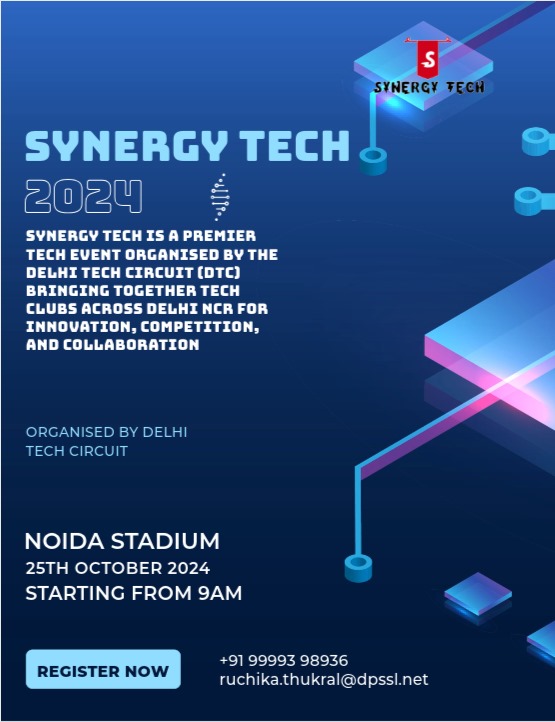 S
SYNERGY TECH
SYNERGY TECH
2024
SYNERGY TECH IS A PREMIER
TECH EVENT ORGANISED BY THE
DELHI TECH CIRCUIT (DTC)
BRINGING TOGETHER TECH
CLUBS ACROSS DELHI NCR FOR
INNOVATION, COMPETITION,
AND COLLABORATION
ORGANISED BY DELHI
TECH CIRCUIT
NOIDA STADIUM
25TH OCTOBER 2024
STARTING FROM 9AM
REGISTER NOW
+91 99993 98936
ruchika.thukral@dpssl.net